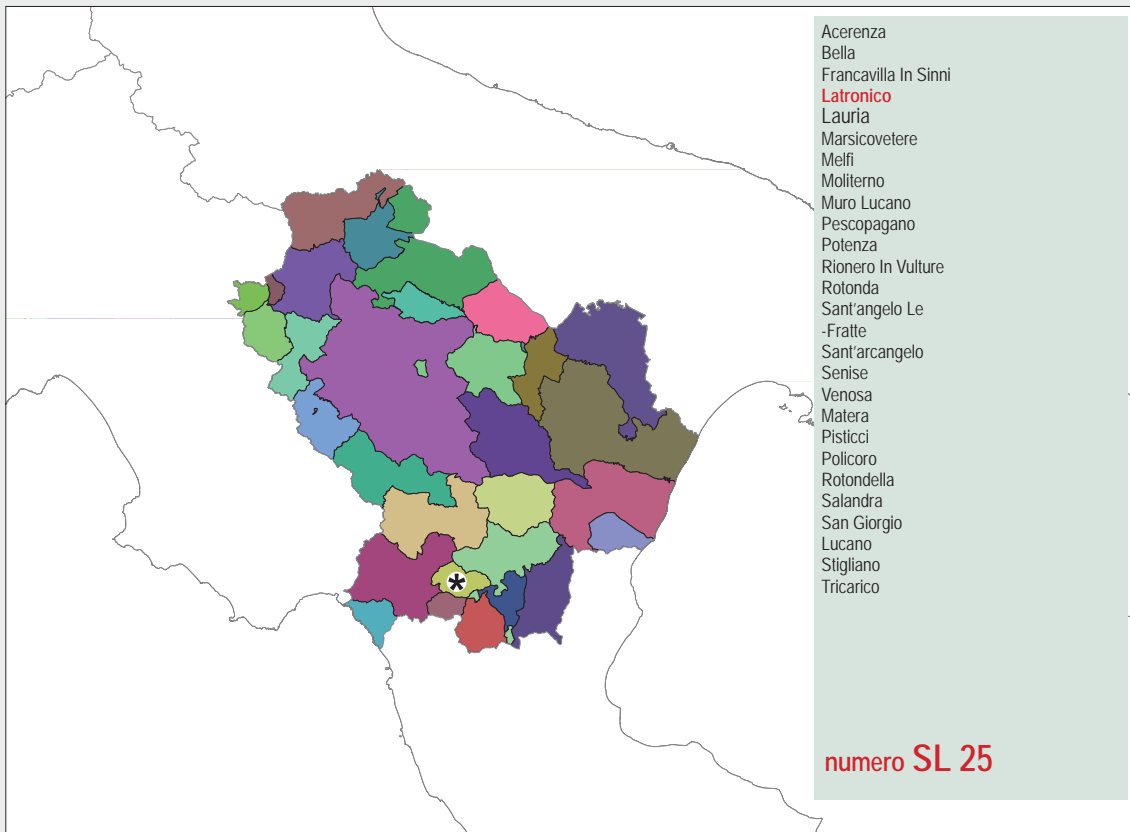 Acerenza
Bella
Francavilla In Sinni
Latronico
Lauria
Marsicovetere
Melfi
Moliterno
Muro Lucano
Pescopagano
Potenza
Rionero In Vulture
Rotonda
Sant'angelo Le
-Fratte
Sant'arcangelo
Senise
Venosa
Matera
Pisticci
Policoro
Rotondella
Salandra
San Giorgio
Lucano
Stigliano
Tricarico
numero SL 25
*